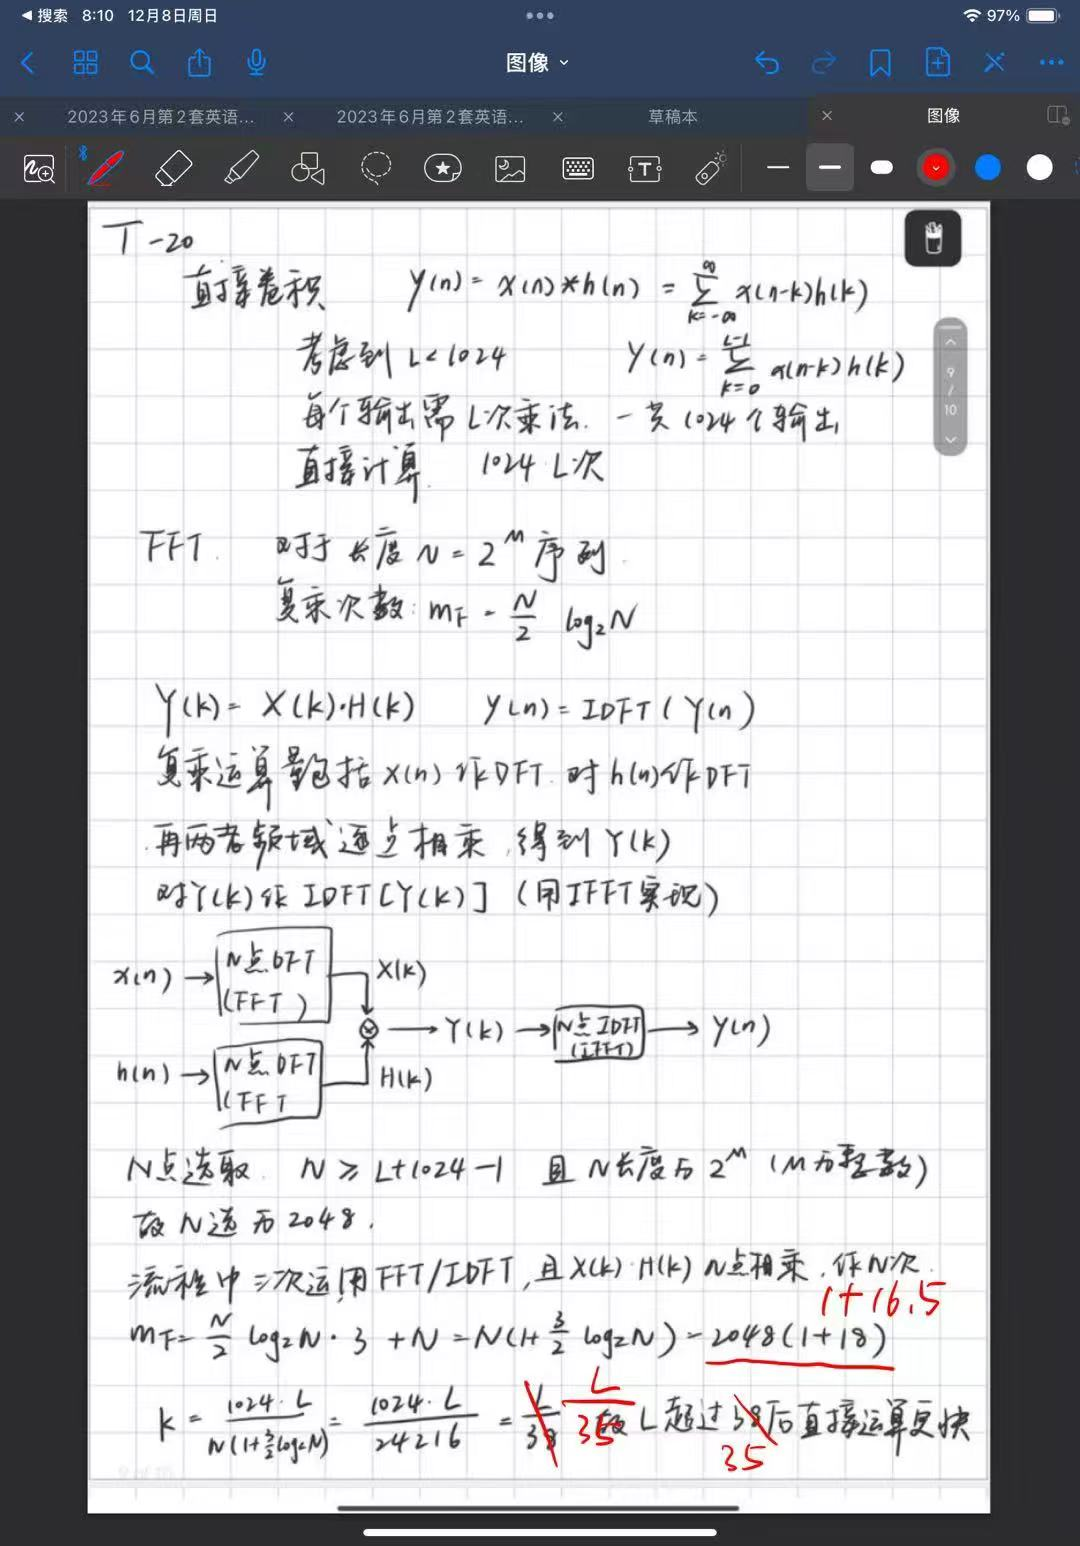 ◀ 搜索 8:10 12月8日周日
97%
图像
2023年6月第2套英语...
2023年6月第2套英语...
草稿本
图像
T-20
直接卷积 y(n) = x(n)*h(n) = ∑_{k=-∞}^{∞} x(n-k)h(k)
考虑到 L<1024 y(n) = ∑_{k=0}^{L-1} x(n-k)h(k)
每个输出需L次乘法. 一共1024个输出
直接计算. 1024·L次
FFT. 对于长度 N = 2^M 序列.
复乘次数: m_F = N/2 log₂N
Y(k) = X(k)·H(k) y(n) = IDFT(Y(n)
复乘运算量包括x(n)作DFT. 对h(n)作DFT
再两者频域逐点相乘, 得到Y(k)
对Y(k)作 IDFT[Y(k)] (用IFFT实现)
x(n) → N点DFT (FFT) X(k)
⊗ → Y(k) → N点IDFT (IFFT) → y(n)
h(n) → N点DFT (FFT H(k)
N点选取. N ≥ L+1024-1 且N长度为2^M (M为整数)
故N选为2048.
流程中三次运用FFT/IDFT, 且X(k)·H(k) N点相乘, 作N次.
1+16.5
m_F = N/2 log₂N · 3 + N = N(1+3/2 log₂N) = 2048(1+18)
k = 1024·L / N(1+3/2 log₂N) = 1024·L / 24216 = L/38 L/35 故L超过38后直接运算更快
35
9 / 10